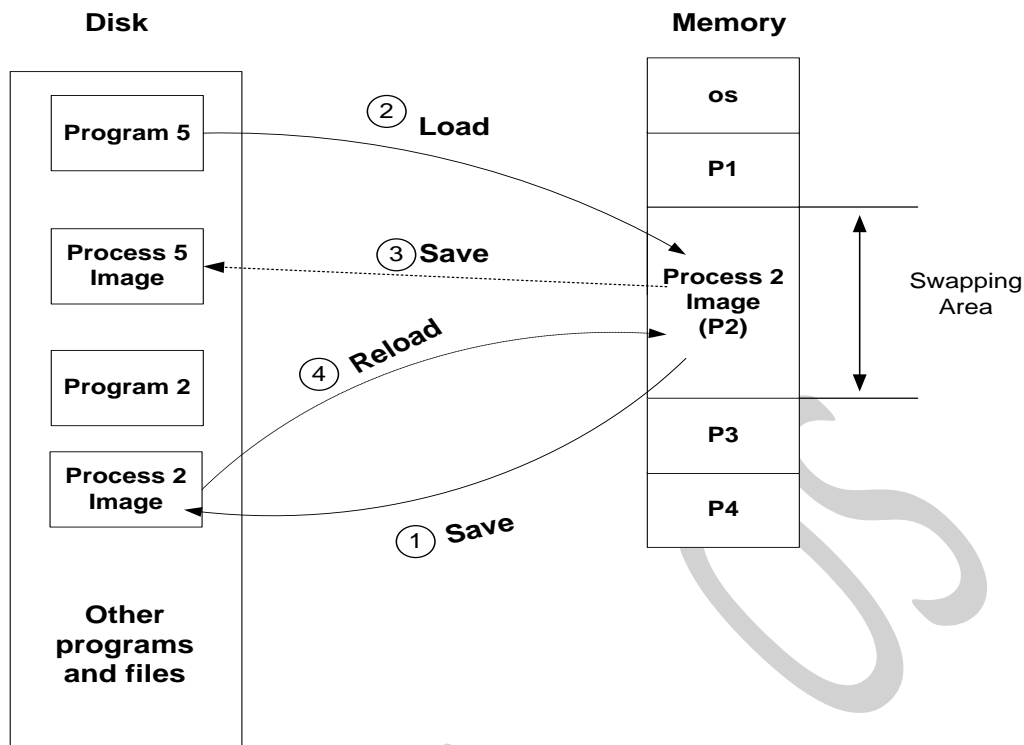 Disk
Memory
Program 5
2
Load
os
P1
Process 5
Image
3
Save
Process 2
Image
(P2)
Swapping
Area
4
Reload
Program 2
Process 2
Image
1
Save
P3
P4
Other
programs
and files